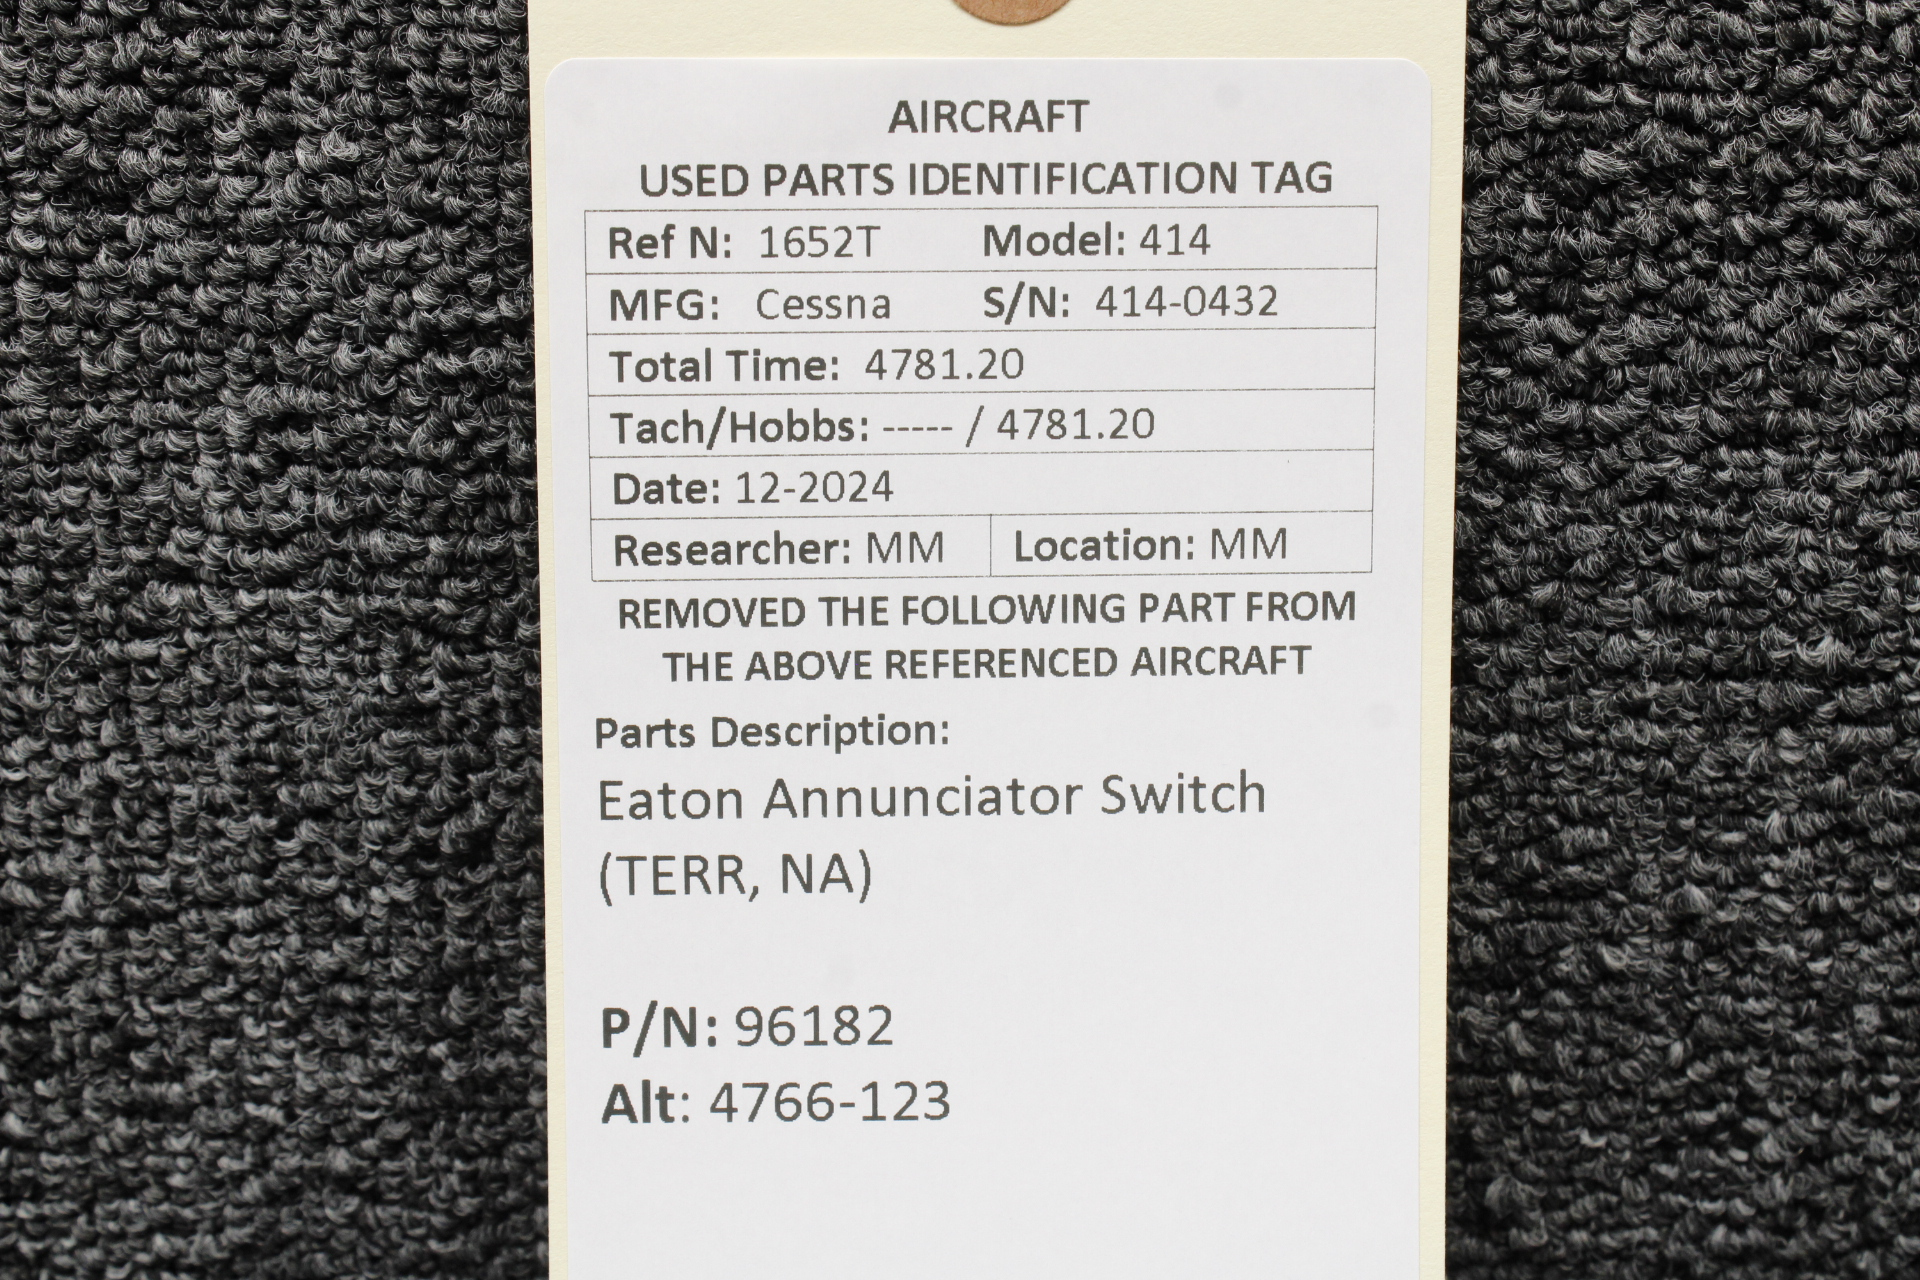 AIRCRAFT
USED PARTS IDENTIFICATION TAG
Ref N: 1652T Model: 414
MFG: Cessna S/N: 414-0432
Total Time: 4781.20
Tach/Hobbs: ----- / 4781.20
Date: 12-2024
Researcher: MM Location: MM
REMOVED THE FOLLOWING PART FROM
THE ABOVE REFERENCED AIRCRAFT
Parts Description:
Eaton Annunciator Switch
(TERR, NA)
P/N: 96182
Alt: 4766-123